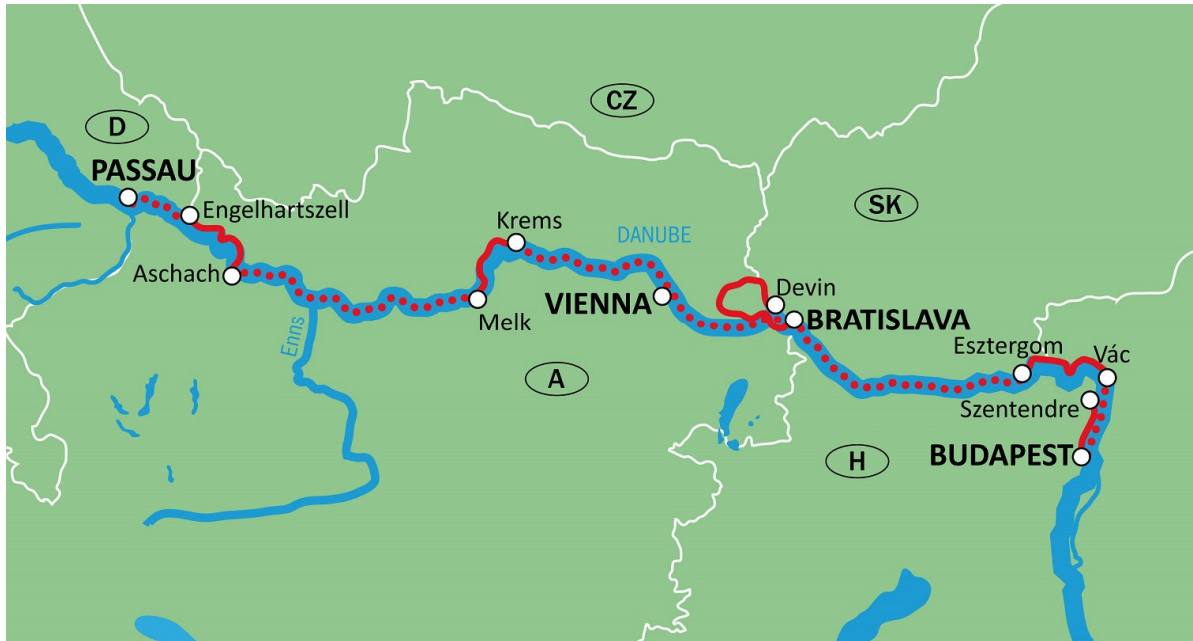 CZ
D
PASSAU
SK
Engelhartszell
Krems
DANUBE
Aschach
Devin
VIENNA
BRATISLAVA
Melk
Enns
Esztergom
Vác
A
Szentendre
BUDAPEST
H